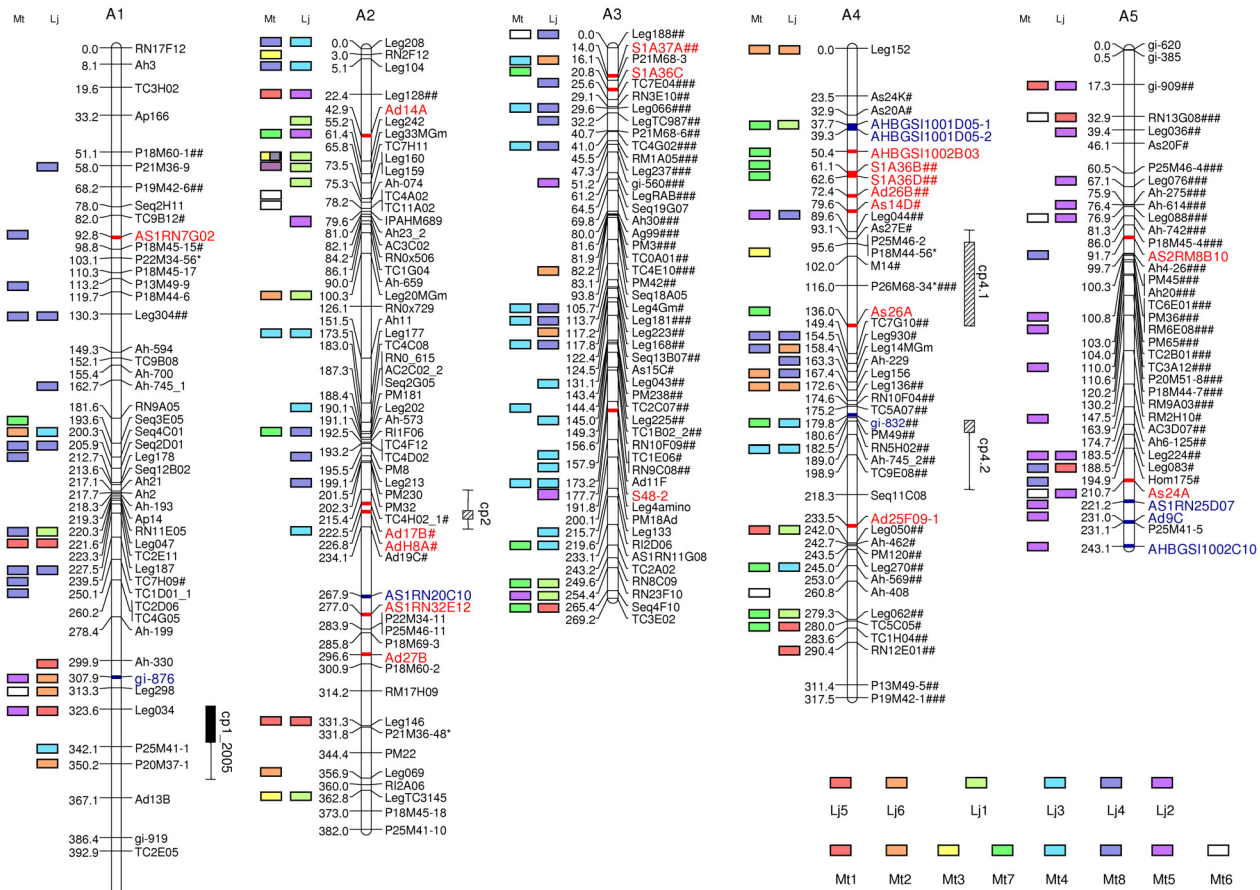 Mt Lj A1
0.0 RN17F12
8.1 Ah3
19.6 TC3H02
33.2 Ap166
51.1 P18M60-1##
58.0 P21M36-9
68.2 P19M42-6##
78.0 Seq2H11
82.0 TC9B12#
92.8 AS1RN7G02
98.8 P18M45-15#
103.1 P22M34-56*
110.3 P18M45-17
113.2 P13M49-9
119.7 P18M44-6
130.3 Leg304##
149.3 Ah-594
152.1 TC9B08
155.4 Ah-700
162.7 Ah-745_1
181.6 RN9A05
193.6 Seq3E05
200.3 Seq4C01
205.9 Seq2D01
212.7 Leg178
213.6 Seq12B02
217.1 Ah21
217.7 Ah2
218.3 Ah-193
219.3 Ap14
220.3 RN11E05
221.6 Leg047
223.3 TC2E11
227.5 Leg187
239.5 TC7H09#
250.1 TC1D01_1
260.2 TC2D06
TC4G05
278.4 Ah-199
299.9 Ah-330
307.9 gi-876
313.3 Leg298
323.6 Leg034
342.1 P25M41-1
350.2 P20M37-1
367.1 Ad13B
386.4 gi-919
392.9 TC2E05
cp1_2005
Mt Lj A2
0.0 Leg208
3.0 RN2F12
5.1 Leg104
22.4 Leg128##
42.9 Ad14A
55.2 Leg242
61.4 Leg33MGm
65.8 TC7H11
73.5 Leg160
Leg159
75.3 Ah-074
78.2 TC4A02
TC11A02
79.6 IPAHM689
81.0 Ah23_2
82.1 AC3C02
84.2 RN0x506
86.1 TC1G04
90.0 Ah-659
100.3 Leg20MGm
126.1 RN0x729
151.5 Ah11
173.5 Leg177
183.0 TC4C08
RN0_615
187.3 AC2C02_2
Seq2G05
188.4 PM181
190.1 Leg202
191.1 Ah-573
192.5 RI1F06
193.2 TC4F12
TC4D02
195.5 PM8
199.1 Leg213
201.5 PM230
202.3 PM32
215.4 TC4H02_1#
222.5 Ad17B#
226.8 AdH8A#
234.1 Ad19C#
267.9 AS1RN20C10
277.0 AS1RN32E12
283.9 P22M34-11
P25M46-11
285.8 P18M69-3
296.6 Ad27B
300.9 P18M60-2
314.2 RM17H09
331.3 Leg146
331.8 P21M36-48*
344.4 PM22
356.9 Leg069
360.0 RI2A06
362.8 LegTC3145
373.0 P18M45-18
382.0 P25M41-10
cp2
Mt Lj A3
0.0 Leg188##
14.0 S1A37A##
16.1 P21M68-3
20.8 S1A36C
25.6 TC7E04###
29.1 RN3E10##
29.6 Leg066###
32.2 LegTC987##
40.7 P21M68-6##
41.0 TC4G02###
45.5 RM1A05###
47.3 Leg237###
51.2 gi-560###
61.2 LegRAB###
64.5 Seq19G07
69.8 Ah30###
80.0 Ag99###
81.6 PM3###
81.9 TC0A01##
82.2 TC4E10###
83.1 PM42##
93.8 Seq18A05
105.7 Leg4Gm#
113.7 Leg181###
117.2 Leg223##
117.8 Leg168##
122.4 Seq13B07##
124.5 As15C#
131.1 Leg043##
143.4 PM238##
144.4 TC2C07##
145.0 Leg225##
149.3 TC1B02_2##
156.6 RN10F09##
157.9 TC1E06#
RN9C08##
173.2 Ad11F
177.7 S48-2
191.8 Leg4amino
200.1 PM18Ad
215.7 Leg133
219.6 RI2D06
233.1 AS1RN11G08
243.2 TC2A02
249.6 RN8C09
254.4 RN23F10
265.4 Seq4F10
269.2 TC3E02
Mt Lj A4
0.0 Leg152
23.5 As24K#
32.9 As20A#
37.7 AHBGSI1001D05-1
39.3 AHBGSI1001D05-2
50.4 AHBGSI1002B03
61.1 S1A36B##
62.6 S1A36D##
72.4 Ad26B##
79.6 As14D#
89.6 Leg044##
93.1 As27E#
95.6 P25M46-2
P18M44-56*
102.0 M14#
116.0 P26M68-34*###
136.0 As26A
149.4 TC7G10##
154.5 Leg930#
158.4 Leg14MGm
163.3 Ah-229
167.4 Leg156
172.6 Leg136##
174.6 RN10F04##
175.2 TC5A07##
179.8 gi-832##
180.6 PM49##
182.5 RN5H02##
189.0 Ah-745_2##
198.9 TC9E08##
218.3 Seq11C08
233.5 Ad25F09-1
242.0 Leg050##
242.7 Ah-462#
243.5 PM120##
245.0 Leg270##
253.0 Ah-569##
260.8 Ah-408
279.3 Leg062##
280.0 TC5C05#
283.6 TC1H04##
290.4 RN12E01##
311.4 P13M49-5##
317.5 P19M42-1###
cp4.1
cp4.2
Mt Lj A5
0.0 gi-620
0.5 gi-385
17.3 gi-909##
32.9 RN13G08###
39.4 Leg036##
46.1 As20F#
60.5 P25M46-4###
67.1 Leg076###
75.9 Ah-275##
76.4 Ah-614###
76.9 Leg088###
81.3 Ah-742###
86.0 P18M45-4###
91.7 AS2RM8B10
99.7 Ah4-26###
PM45###
100.3 Ah20###
TC6E01###
100.8 PM36###
RM6E08###
103.0 PM65###
104.0 TC2B01###
110.0 TC3A12###
110.6 P20M51-8###
120.2 P18M44-7###
130.2 RM9A03###
147.5 RM2H10#
163.9 AC3D07##
174.7 Ah6-125##
183.5 Leg224##
188.5 Leg083#
194.9 Hom175#
210.7 As24A
221.2 AS1RN25D07
231.0 Ad9C
231.1 P25M41-5
243.1 AHBGSI1002C10
Lj5 Lj6 Lj1 Lj3 Lj4 Lj2
Mt1 Mt2 Mt3 Mt7 Mt4 Mt8 Mt5 Mt6